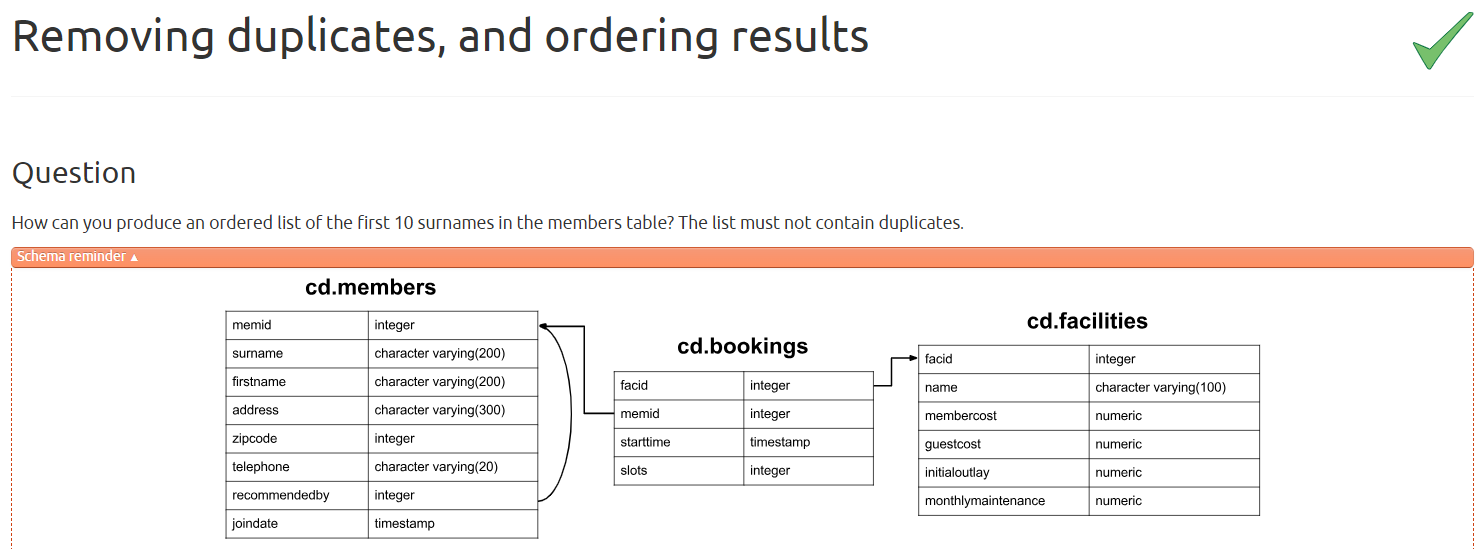 Removing duplicates, and ordering results
Question
How can you produce an ordered list of the first 10 surnames in the members table? The list must not contain duplicates.
Schema reminder ▲
cd.members
memid integer
surname character varying(200)
firstname character varying(200)
address character varying(300)
zipcode integer
telephone character varying(20)
recommendedby integer
joindate timestamp
cd.bookings
facid integer
memid integer
starttime timestamp
slots integer
cd.facilities
facid integer
name character varying(100)
membercost numeric
guestcost numeric
initialoutlay numeric
monthlymaintenance numeric